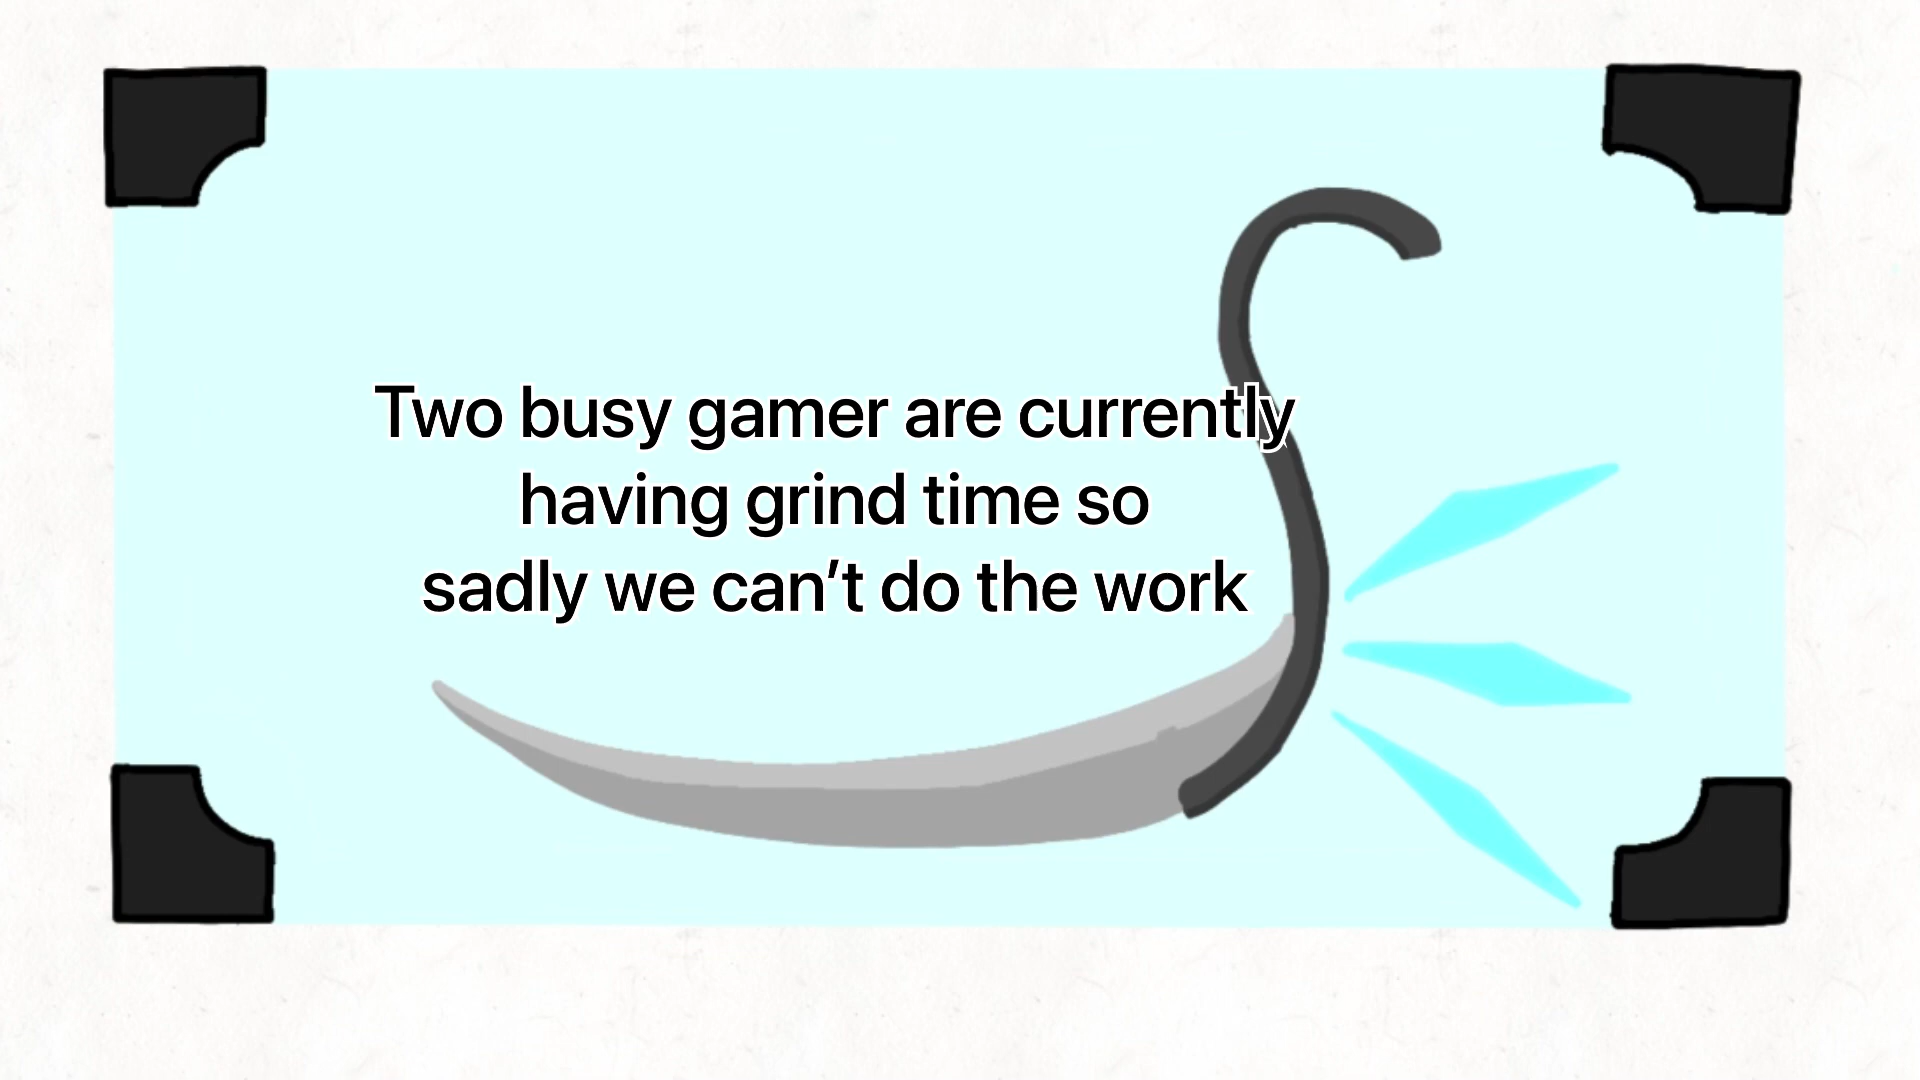 Two busy gamer are currently
having grind time so
sadly we can’t do the work